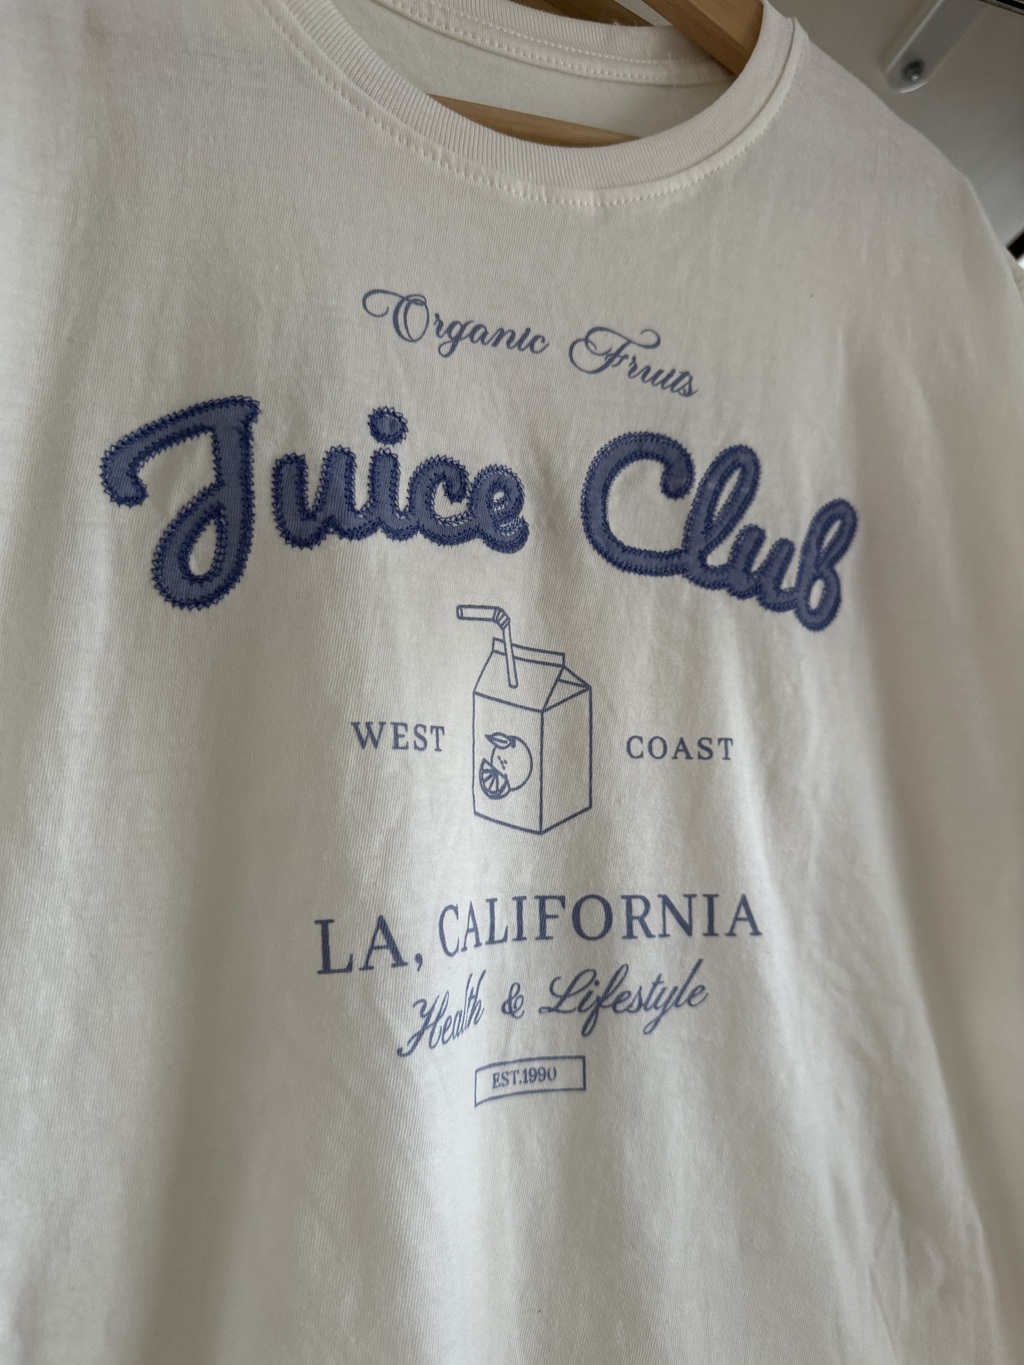 Organic Fruits
Juice Club
WEST COAST
LA, CALIFORNIA
Health & Lifestyle
EST.1990